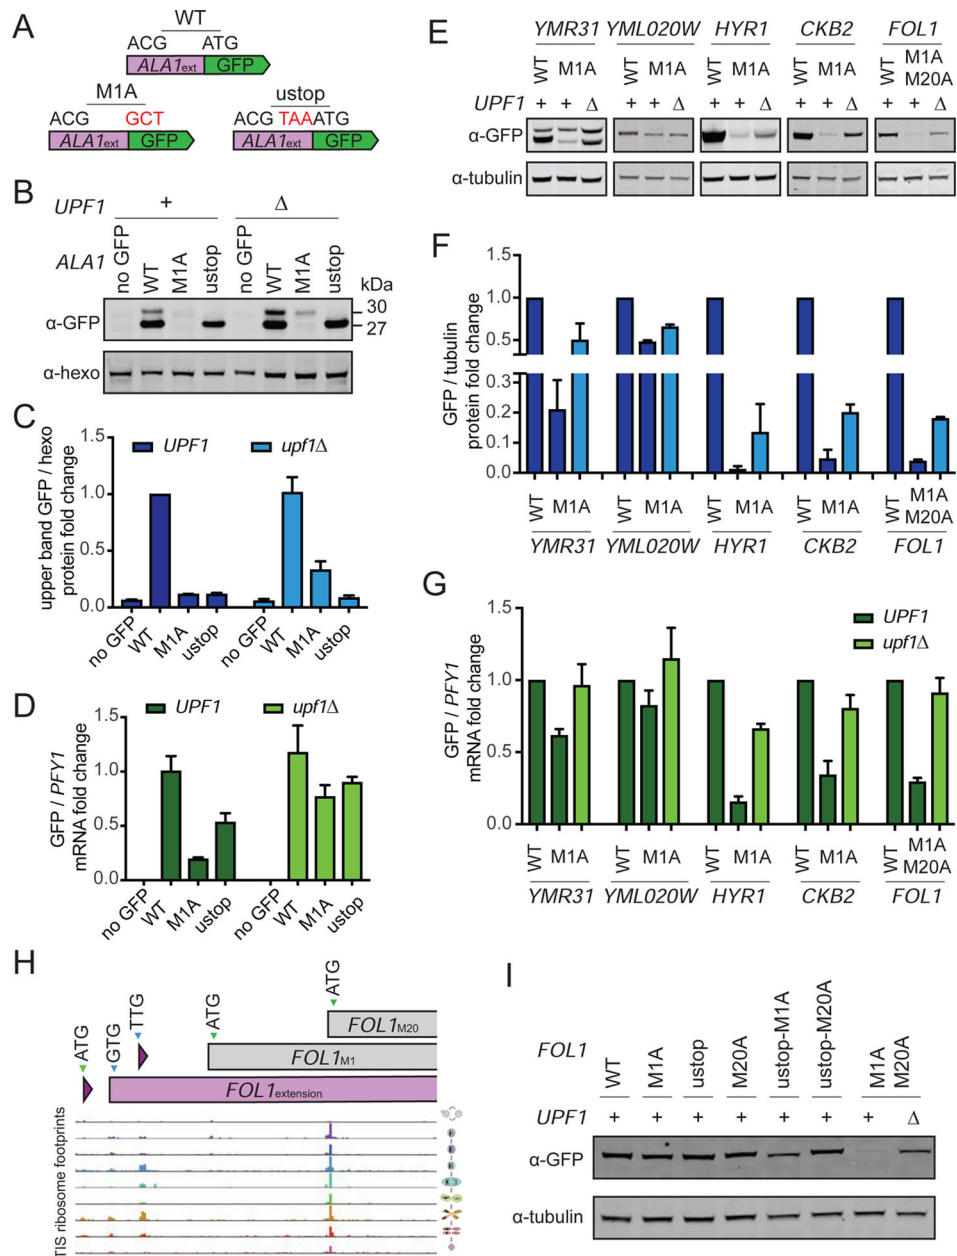 A
WT
ACG ATG
ALA1ext GFP
M1A
ACG GCT
ALA1ext GFP
ustop
ACG TAAATG
ALA1ext GFP
B
UPF1 + Δ
ALA1 no GFP WT M1A ustop no GFP WT M1A ustop
kDa
α-GFP
30
27
α-hexo
C
upper band GFP / hexo
protein fold change
1.5
1.0
0.5
0.0
UPF1 upf1Δ
no GFP WT M1A ustop no GFP WT M1A ustop
D
GFP / PFY1
mRNA fold change
1.5
1.0
0.5
0.0
UPF1 upf1Δ
no GFP WT M1A ustop no GFP WT M1A ustop
E
YMR31 YML020W HYR1 CKB2 FOL1
WT M1A WT M1A WT M1A WT M1A WT M1A M20A
UPF1 + + Δ + + Δ + + Δ + + Δ + + Δ
α-GFP
α-tubulin
F
GFP / tubulin
protein fold change
1.5
1.0
0.5
0.3
0.2
0.1
0.0
WT M1A WT M1A WT M1A WT M1A WT M1A M20A
YMR31 YML020W HYR1 CKB2 FOL1
G
GFP / PFY1
mRNA fold change
1.5
1.0
0.5
0.0
UPF1
upf1Δ
WT M1A WT M1A WT M1A WT M1A WT M1A M20A
YMR31 YML020W HYR1 CKB2 FOL1
H
ATG GTG TTG ATG ATG
FOL1M20
FOL1M1
FOL1extension
TIS ribosome footprints
I
FOL1 WT M1A ustop M20A ustop-M1A ustop-M20A M1A M20A
UPF1 + + + + + + + Δ
α-GFP
α-tubulin